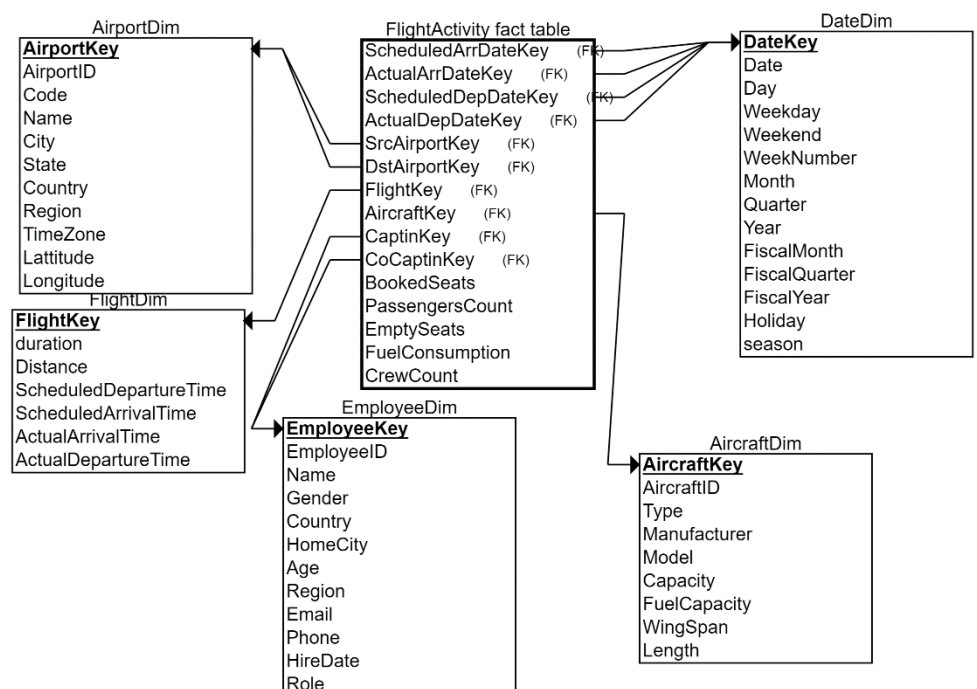 AirportDim
AirportKey
AirportID
Code
Name
City
State
Country
Region
TimeZone
Lattitude
Longitude
FlightDim
FlightKey
duration
Distance
ScheduledDepartureTime
ScheduledArrivalTime
ActualArrivalTime
ActualDepartureTime
FlightActivity fact table
ScheduledArrDateKey (FK)
ActualArrDateKey (FK)
ScheduledDepDateKey (FK)
ActualDepDateKey (FK)
SrcAirportKey (FK)
DstAirportKey (FK)
FlightKey (FK)
AircraftKey (FK)
CaptinKey (FK)
CoCaptinKey (FK)
BookedSeats
PassengersCount
EmptySeats
FuelConsumption
CrewCount
EmployeeDim
EmployeeKey
EmployeeID
Name
Gender
Country
HomeCity
Age
Region
Email
Phone
HireDate
Role
DateDim
DateKey
Date
Day
Weekday
Weekend
WeekNumber
Month
Quarter
Year
FiscalMonth
FiscalQuarter
FiscalYear
Holiday
season
AircraftDim
AircraftKey
AircraftID
Type
Manufacturer
Model
Capacity
FuelCapacity
WingSpan
Length